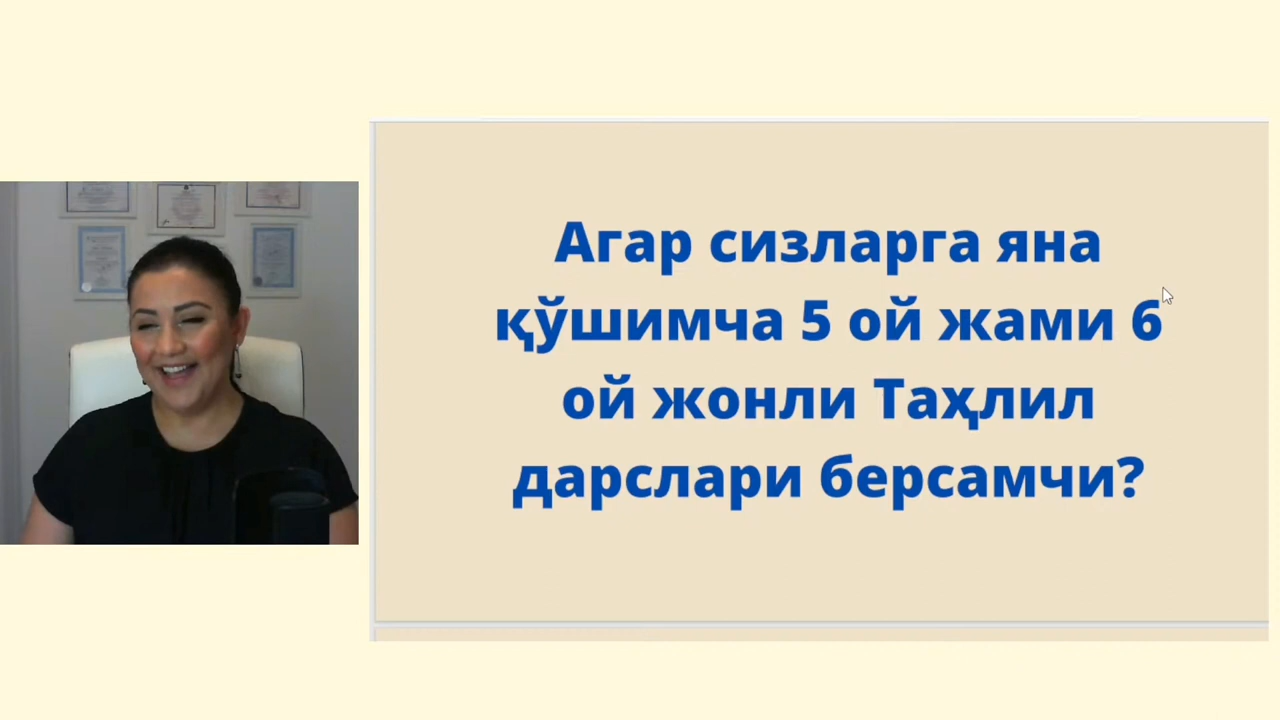 Агар сизларга яна
қўшимча 5 ой жами 6
ой жонли Таҳлил
дарслари берсамчи?